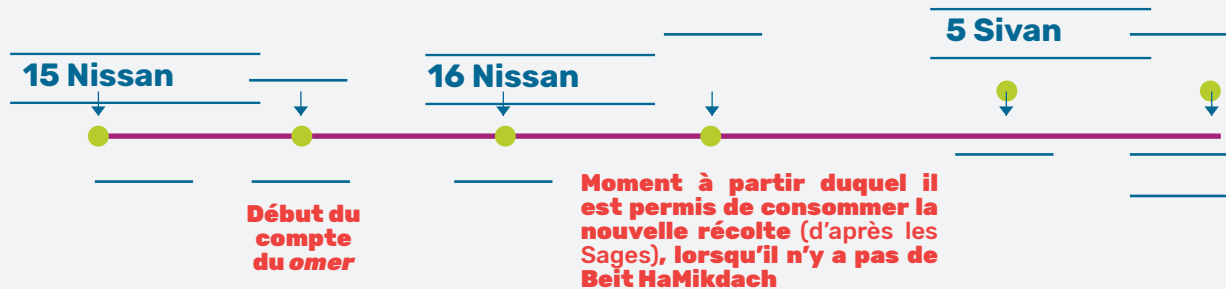 15 Nissan
16 Nissan
5 Sivan
Début du
compte
du omer
Moment à partir duquel il
est permis de consommer la
nouvelle récolte (d'après les
Sages), lorsqu'il n'y a pas de
Beit HaMikdach